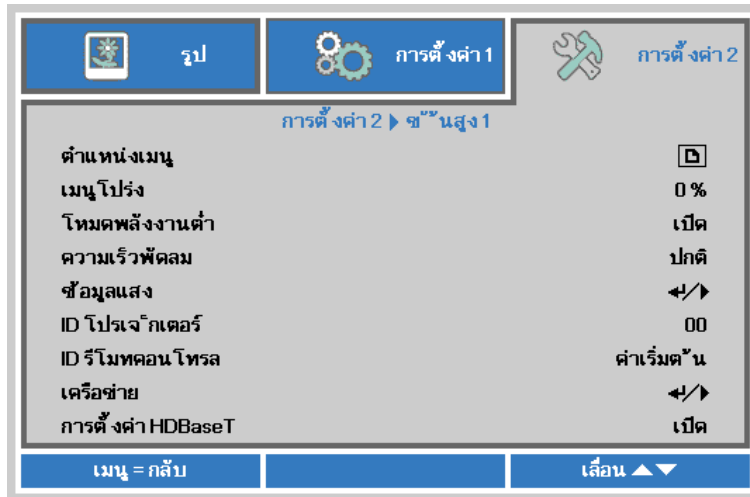 รูป
การตั้งค่า 1
การตั้งค่า 2
การตั้งค่า 2 ▶ ขั้นสูง 1
ตำแหน่งเมนู
เมนูโปร่ง 0 %
โหมดพลังงานต่ำ เปิด
ความเร็วพัดลม ปกติ
ข้อมูลแสง ↵/▶
ID โปรเจ็กเตอร์ 00
ID รีโมทคอนโทรล ค่าเริ่มต้น
เครือข่าย ↵/▶
การตั้งค่า HDBaseT เปิด
เมนู = กลับ
เลื่อน ▲▼